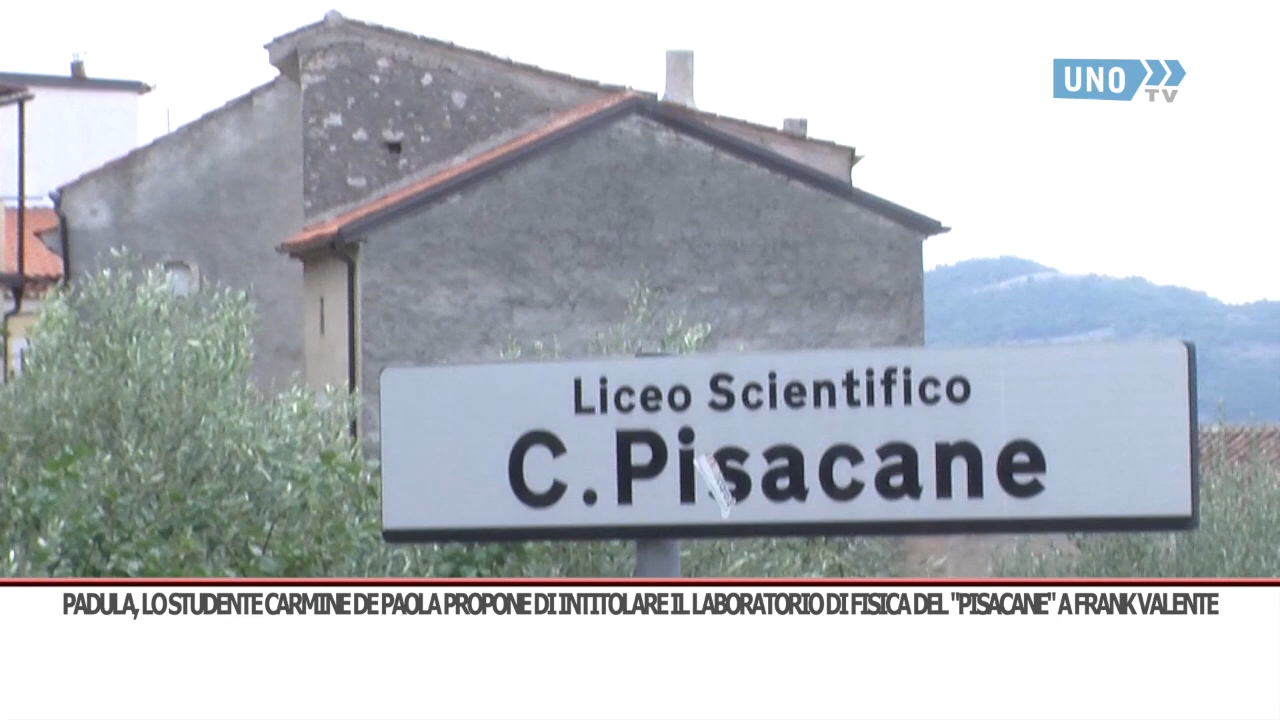 UNO
TV
Liceo Scientifico
C. Pisacane
PADULA, LO STUDENTE CARMINE DE PAOLA PROPONE DI INTITOLARE IL LABORATORIO DI FISICA DEL "PISACANE" A FRANK VALENTE